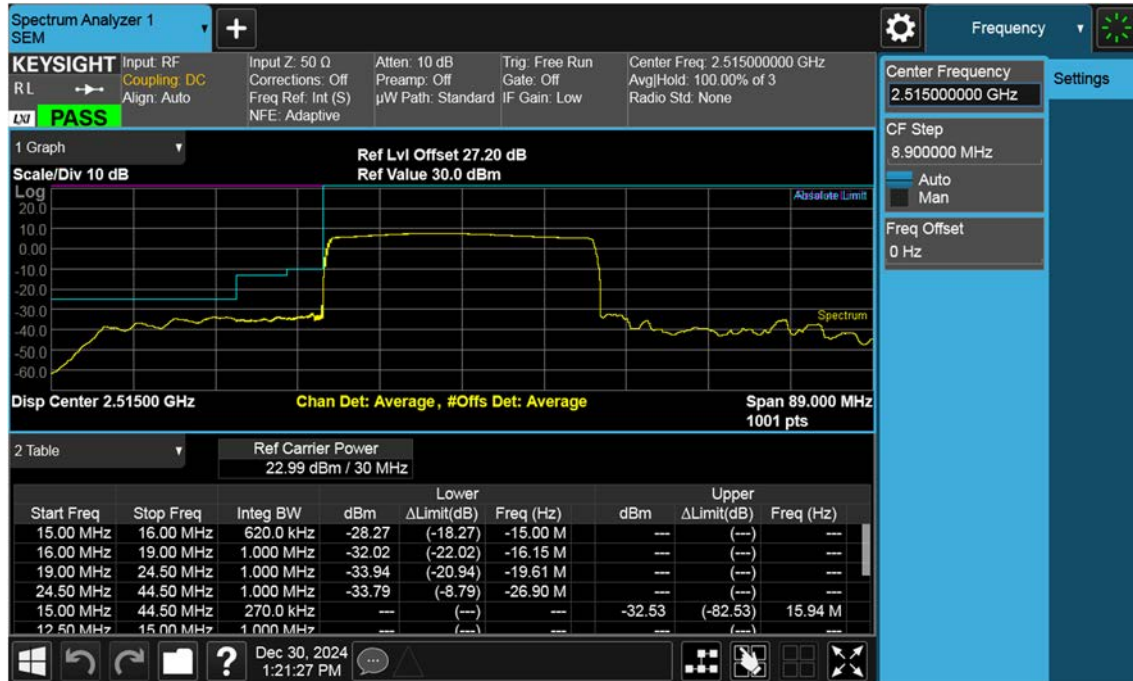 Spectrum Analyzer 1
SEM
Frequency
KEYSIGHT
RL
LXI PASS
Input: RF
Coupling: DC
Align: Auto
Input Z: 50 Ω
Corrections: Off
Freq Ref: Int (S)
NFE: Adaptive
Atten: 10 dB
Preamp: Off
µW Path: Standard
Trig: Free Run
Gate: Off
IF Gain: Low
Center Freq: 2.515000000 GHz
Avg|Hold: 100.00% of 3
Radio Std: None
Center Frequency
2.515000000 GHz
Settings
CF Step
8.900000 MHz
Auto
Man
Freq Offset
0 Hz
1 Graph
Scale/Div 10 dB
Ref Lvl Offset 27.20 dB
Ref Value 30.0 dBm
Log
20.0
10.0
0.00
-10.0
-20.0
-30.0
-40.0
-50.0
-60.0
Limit
Spectrum
Disp Center 2.51500 GHz
Chan Det: Average, #Offs Det: Average
Span 89.000 MHz
1001 pts
2 Table
Ref Carrier Power
22.99 dBm / 30 MHz
Lower Upper
Start Freq Stop Freq Integ BW dBm ΔLimit(dB) Freq (Hz) dBm ΔLimit(dB) Freq (Hz)
15.00 MHz 16.00 MHz 620.0 kHz -28.27 (-18.27) -15.00 M --- (---) ---
16.00 MHz 19.00 MHz 1.000 MHz -32.02 (-22.02) -16.15 M --- (---) ---
19.00 MHz 24.50 MHz 1.000 MHz -33.94 (-20.94) -19.61 M --- (---) ---
24.50 MHz 44.50 MHz 1.000 MHz -33.79 (-8.79) -26.90 M --- (---) ---
15.00 MHz 44.50 MHz 270.0 kHz --- (---) --- -32.53 (-82.53) 15.94 M
12.50 MHz 15.00 MHz 1.000 MHz --- (---) --- --- (---) ---
Dec 30, 2024
1:21:27 PM